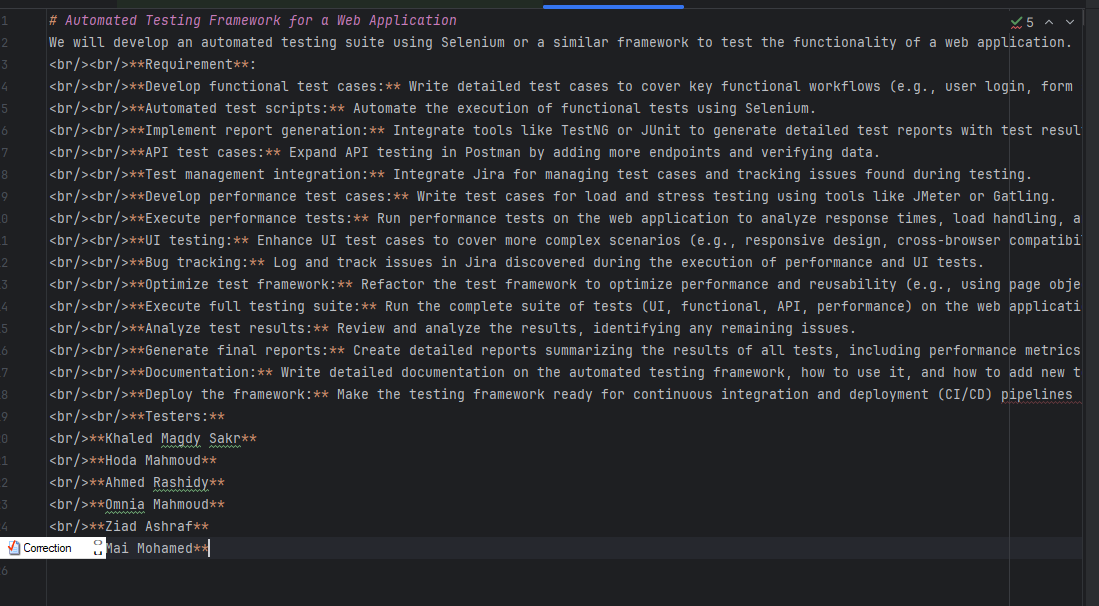 1 # Automated Testing Framework for a Web Application
5
2 We will develop an automated testing suite using Selenium or a similar framework to test the functionality of a web application.
3 <br/><br/>**Requirement**:
4 <br/><br/>**Develop functional test cases:** Write detailed test cases to cover key functional workflows (e.g., user login, form
5 <br/><br/>**Automated test scripts:** Automate the execution of functional tests using Selenium.
6 <br/><br/>**Implement report generation:** Integrate tools like TestNG or JUnit to generate detailed test reports with test resul
7 <br/><br/>**API test cases:** Expand API testing in Postman by adding more endpoints and verifying data.
8 <br/><br/>**Test management integration:** Integrate Jira for managing test cases and tracking issues found during testing.
9 <br/><br/>**Develop performance test cases:** Write test cases for load and stress testing using tools like JMeter or Gatling.
0 <br/><br/>**Execute performance tests:** Run performance tests on the web application to analyze response times, load handling, a
1 <br/><br/>**UI testing:** Enhance UI test cases to cover more complex scenarios (e.g., responsive design, cross-browser compatibi
2 <br/><br/>**Bug tracking:** Log and track issues in Jira discovered during the execution of performance and UI tests.
3 <br/><br/>**Optimize test framework:** Refactor the test framework to optimize performance and reusability (e.g., using page obje
4 <br/><br/>**Execute full testing suite:** Run the complete suite of tests (UI, functional, API, performance) on the web applicati
5 <br/><br/>**Analyze test results:** Review and analyze the results, identifying any remaining issues.
6 <br/><br/>**Generate final reports:** Create detailed reports summarizing the results of all tests, including performance metrics
7 <br/><br/>**Documentation:** Write detailed documentation on the automated testing framework, how to use it, and how to add new t
8 <br/><br/>**Deploy the framework:** Make the testing framework ready for continuous integration and deployment (CI/CD) pipelines
9 <br/><br/>**Testers:**
0 <br/>**Khaled Magdy Sakr**
1 <br/>**Hoda Mahmoud**
2 <br/>**Ahmed Rashidy**
3 <br/>**Omnia Mahmoud**
4 <br/>**Ziad Ashraf**
Correction Mai Mohamed**
6